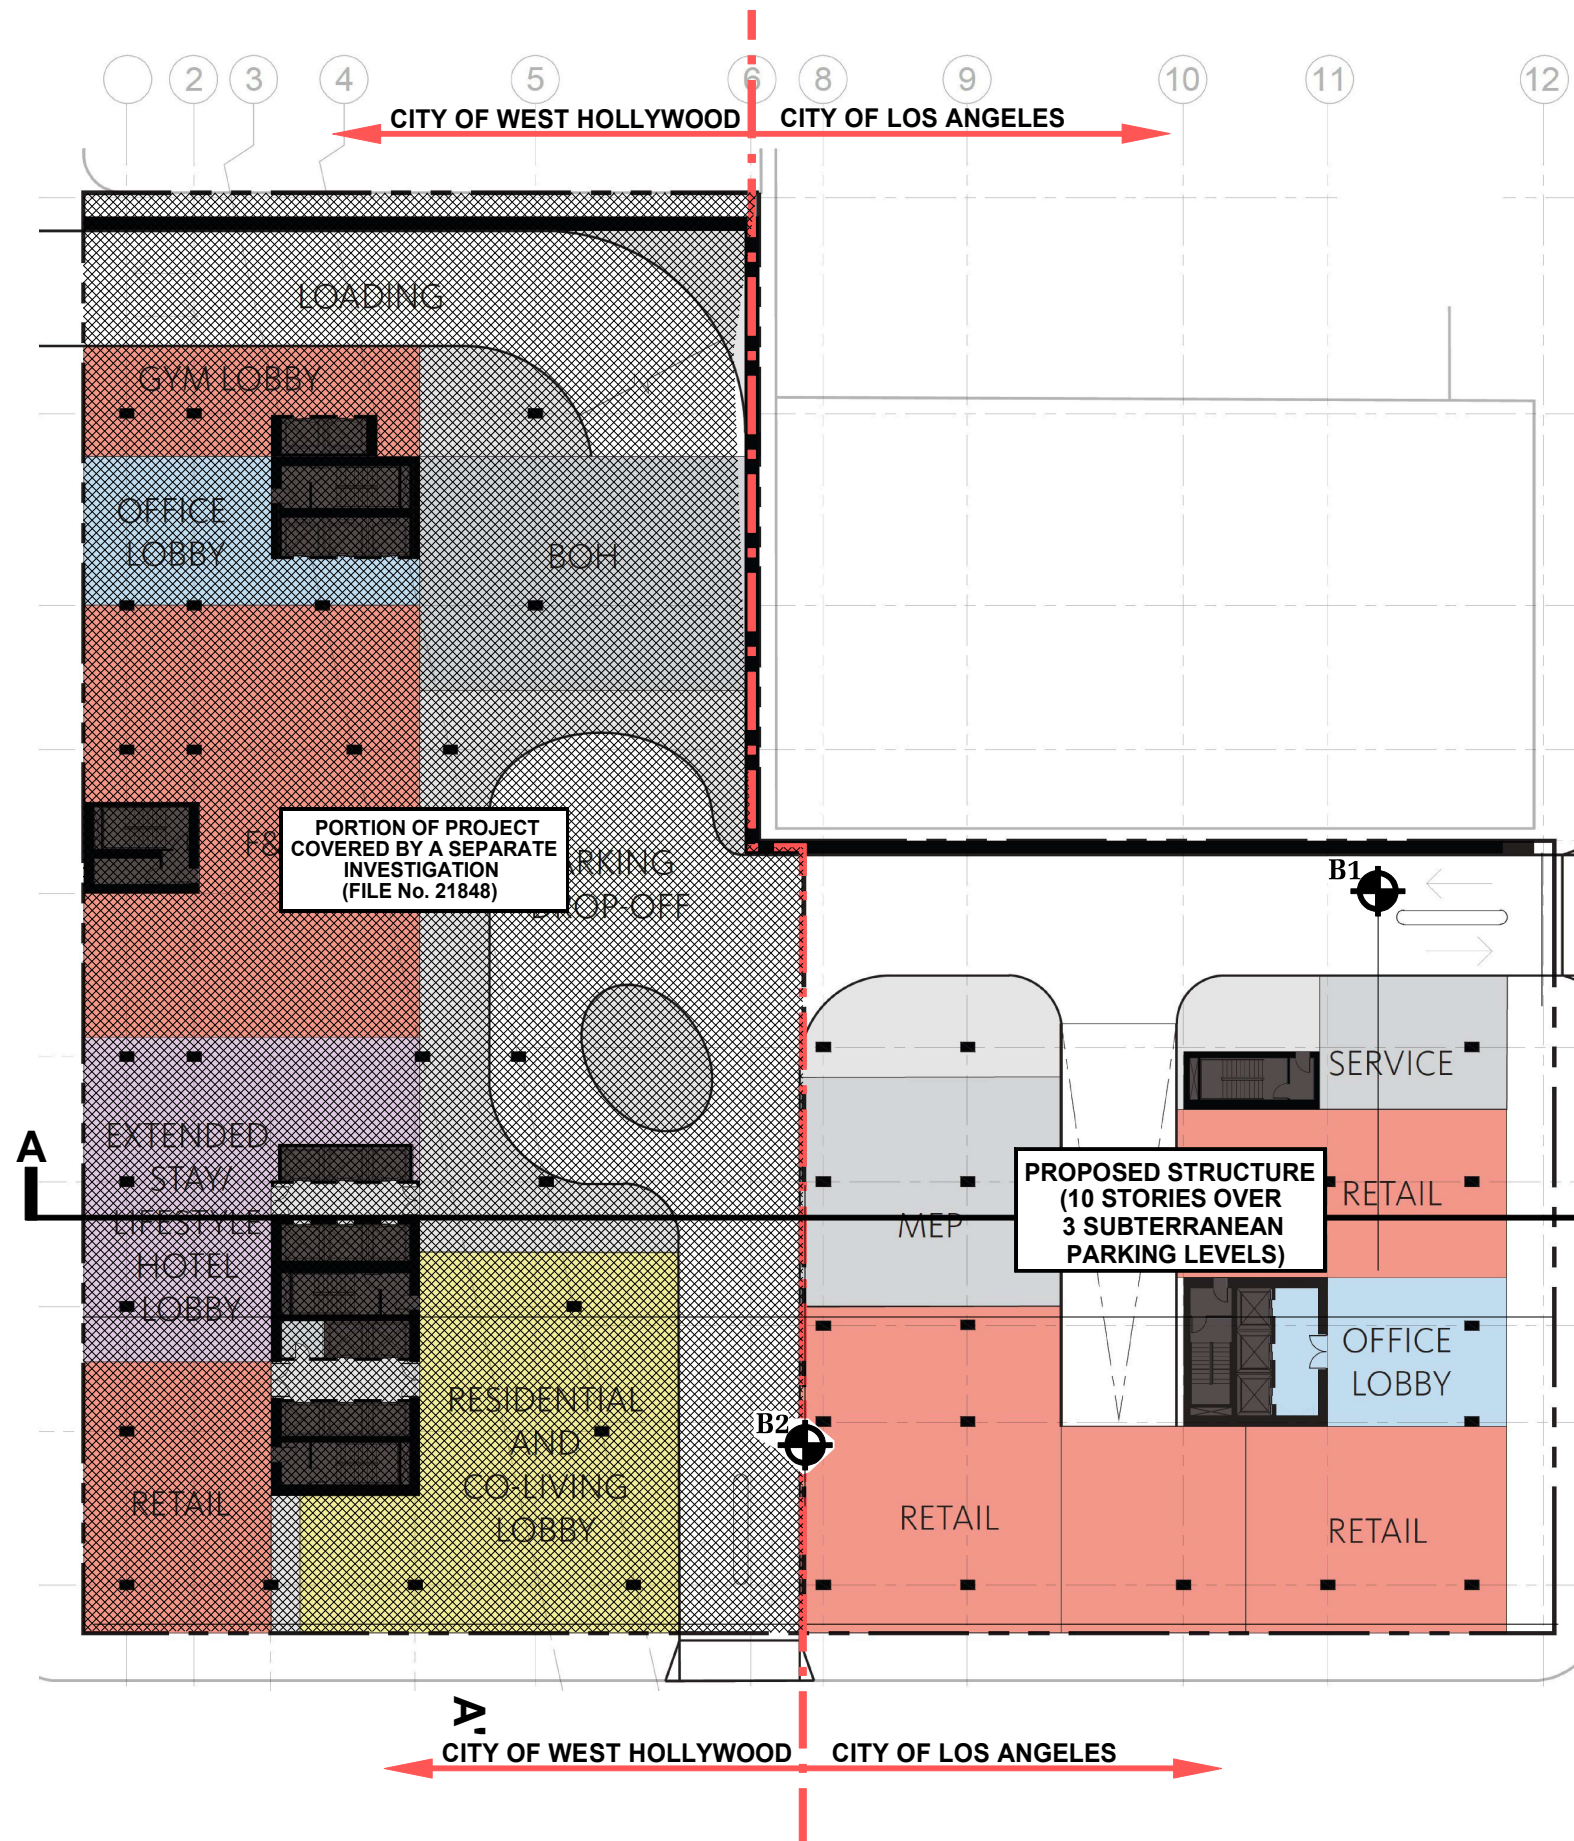 2 3 4 5 6 8 9 10 11 12
CITY OF WEST HOLLYWOOD CITY OF LOS ANGELES
LOADING
GYM LOBBY
OFFICE
LOBBY
BOH
PORTION OF PROJECT
COVERED BY A SEPARATE
INVESTIGATION
(FILE No. 21848)
F&
ARKING
DROP-OFF
B1
SERVICE
A
EXTENDED
STAY/
LIFESTYLE
HOTEL
LOBBY
MEP
PROPOSED STRUCTURE
(10 STORIES OVER
3 SUBTERRANEAN
PARKING LEVELS)
RETAIL
OFFICE
LOBBY
RESIDENTIAL
AND
CO-LIVING
LOBBY
B2
RETAIL
RETAIL
RETAIL
A'
CITY OF WEST HOLLYWOOD CITY OF LOS ANGELES